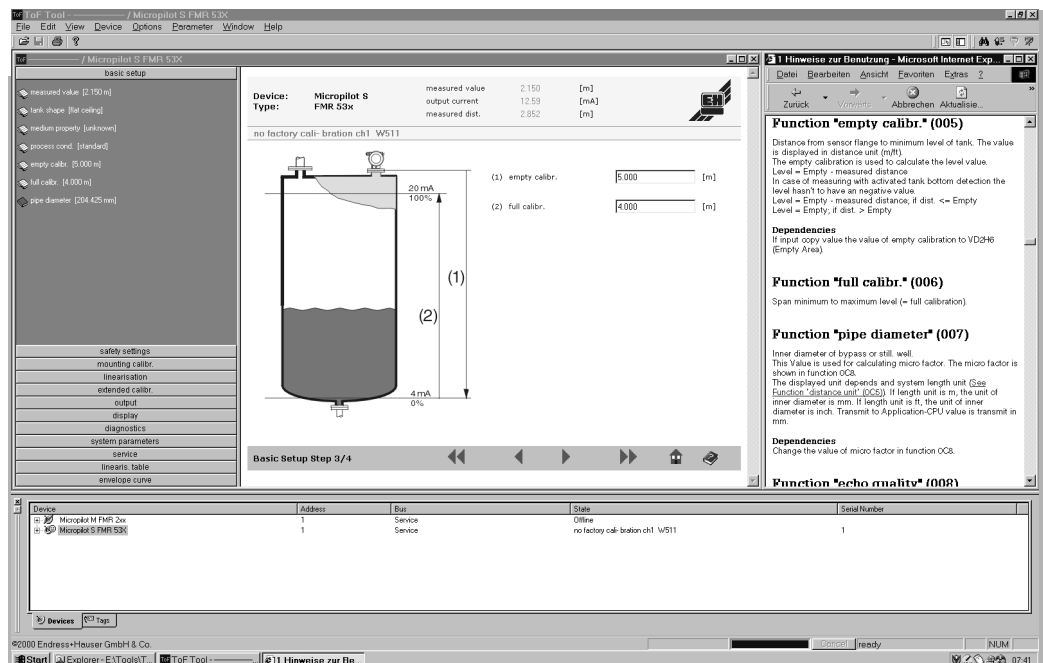 ToF Tool - ———— / Micropilot S FMR 53X
File Edit View Device Options Parameter Window Help
———— / Micropilot S FMR 53X
basic setup
measured value [2.150 m]
tank shape [flat ceiling]
medium property [unknown]
process cond. [standard]
empty calibr. [5.000 m]
full calibr. [4.000 m]
pipe diameter [204.425 mm]
safety settings
mounting calibr.
linearisation
extended calibr.
output
display
diagnostics
system parameters
service
linearis. table
envelope curve
Device: Micropilot S
Type: FMR 53x
measured value 2.150 [m]
output current 12.59 [mA]
measured dist. 2.852 [m]
EH
no factory cali- bration ch1 W511
20 mA
100%
(1)
(2)
4 mA
0%
(1) empty calibr. 5.000 [m]
(2) full calibr. 4.000 [m]
Basic Setup Step 3/4
1 Hinweise zur Benutzung - Microsoft Internet Exp...
Datei Bearbeiten Ansicht Favoriten Extras ?
Zurück Vorwärts Abbrechen Aktualisie...
Function "empty calibr." (005)
Distance from sensor flange to minimum level of tank. The value
is displayed in distance unit (m/ft).
The empty calibration is used to calculate the level value.
Level = Empty - measured distance
In case of measuring with activated tank bottom detection the
level hasn't to have an negative value.
Level = Empty - measured distance; if dist. <= Empty
Level = Empty; if dist. > Empty
Dependencies
If input copy value the value of empty calibration to VD2H6
(Empty Area).
Function "full calibr." (006)
Span minimum to maximum level (= full calibration).
Function "pipe diameter" (007)
Inner diameter of bypass or still. well.
This Value is used for calculating micro factor. The micro factor is
shown in function 0C8.
The displayed unit depends and system length unit (See
Function 'distance unit' (0C5)). If length unit is m, the unit of
inner diameter is mm. If length unit is ft, the unit of inner
diameter is inch. Transmit to Application-CPU value is transmit in
mm.
Dependencies
Change the value of micro factor in function 0C8.
Function "echo quality" (008)
Device Address Bus State Serial Number
Micropilot M FMR 2xx 1 Service Offline
Micropilot S FMR 53X 1 Service no factory cali- bration ch1 W511 1
Devices Tags
©2000 Endress+Hauser GmbH & Co.
Cancel ready NUM
Start Explorer - E:\Tools\T... ToF Tool - ———— ... 1 Hinweise zur Be... 07:41